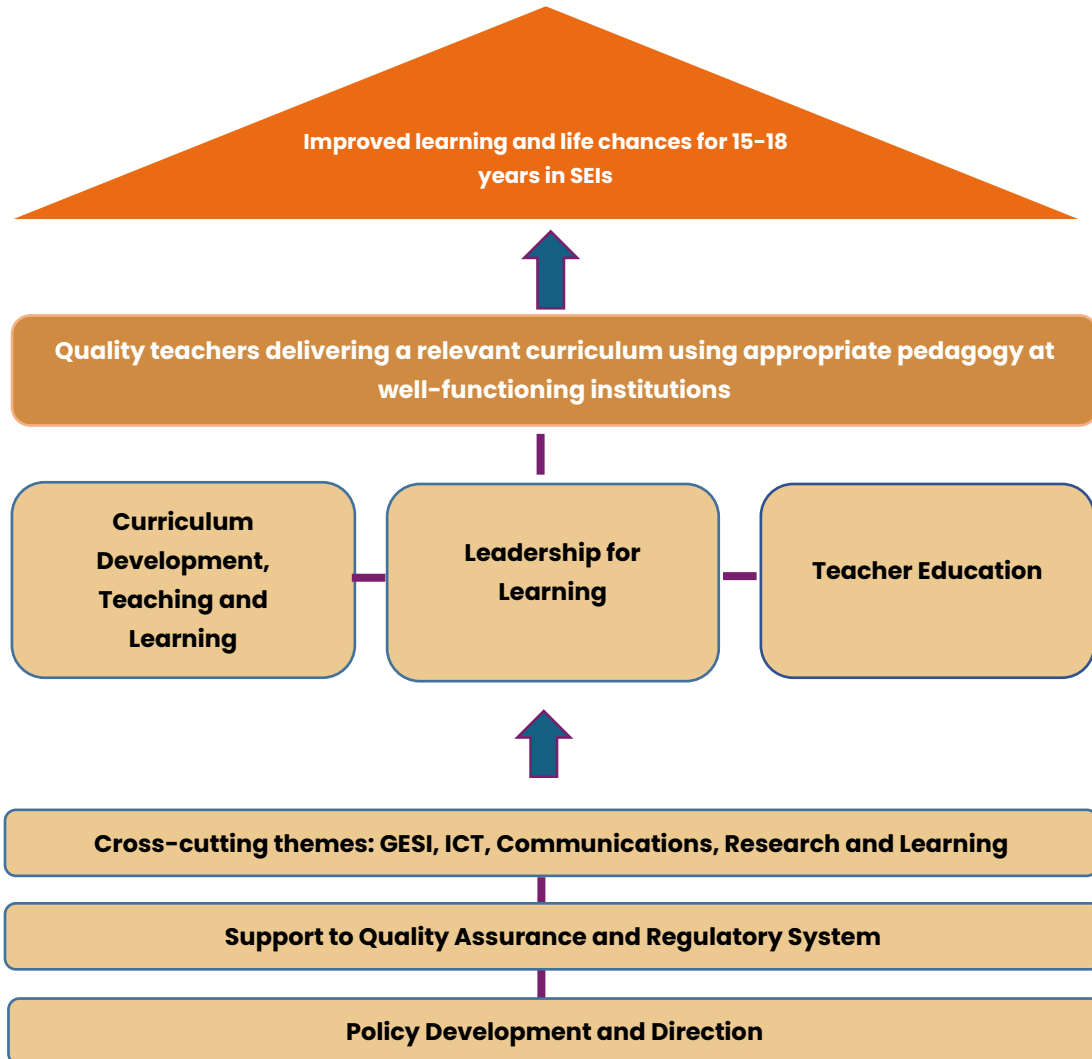 Improved learning and life chances for 15-18
years in SEIs
Quality teachers delivering a relevant curriculum using appropriate pedagogy at
well-functioning institutions
Curriculum
Development,
Teaching and
Learning
Leadership for
Learning
Teacher Education
Cross-cutting themes: GESI, ICT, Communications, Research and Learning
Support to Quality Assurance and Regulatory System
Policy Development and Direction